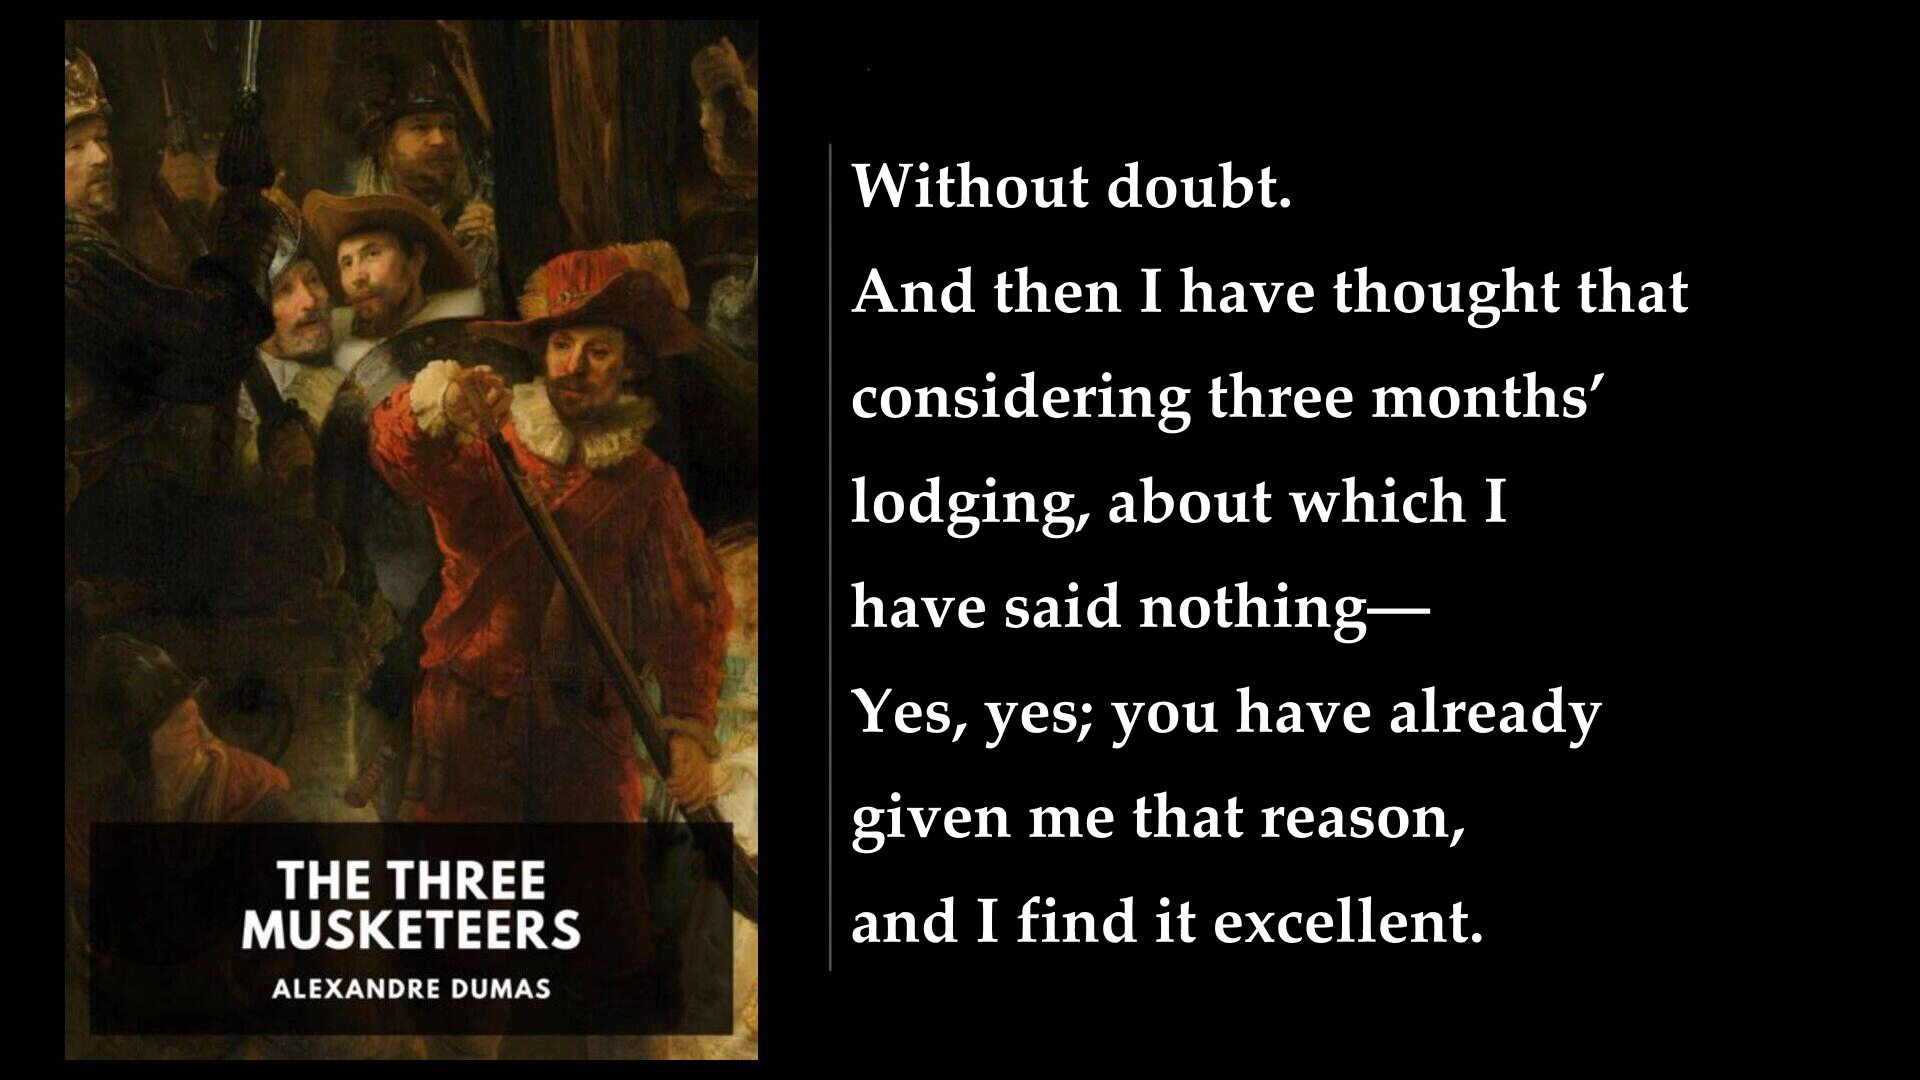 THE THREE
MUSKETEERS
ALEXANDRE DUMAS
Without doubt.
And then I have thought that
considering three months’
lodging, about which I
have said nothing—
Yes, yes; you have already
given me that reason,
and I find it excellent.